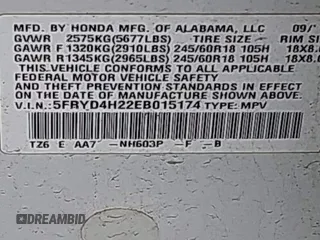 MFD. BY HONDA MFG. OF ALABAMA, LLC 09/1
GVWR 2575KG(5677LBS) TIRE SIZE RIM SIZE
GAWR F 1320KG(2910LBS) 245/60R18 105H 18X8.
GAWR R1345KG(2965LBS) 245/60R18 105H 18X8.
THIS VEHICLE CONFORMS TO ALL APPLICABLE
FEDERAL MOTOR VEHICLE SAFETY AND
THEFT PREVENTION STANDARDS IN EFFECT ON
THE DATE OF MANUFACTURE SHOWN ABOVE.
V.I.N.:5FRYD4H22EB015174 TYPE: MPV
TZ6 E AA7 -NH603P -F -B
DREAMBID